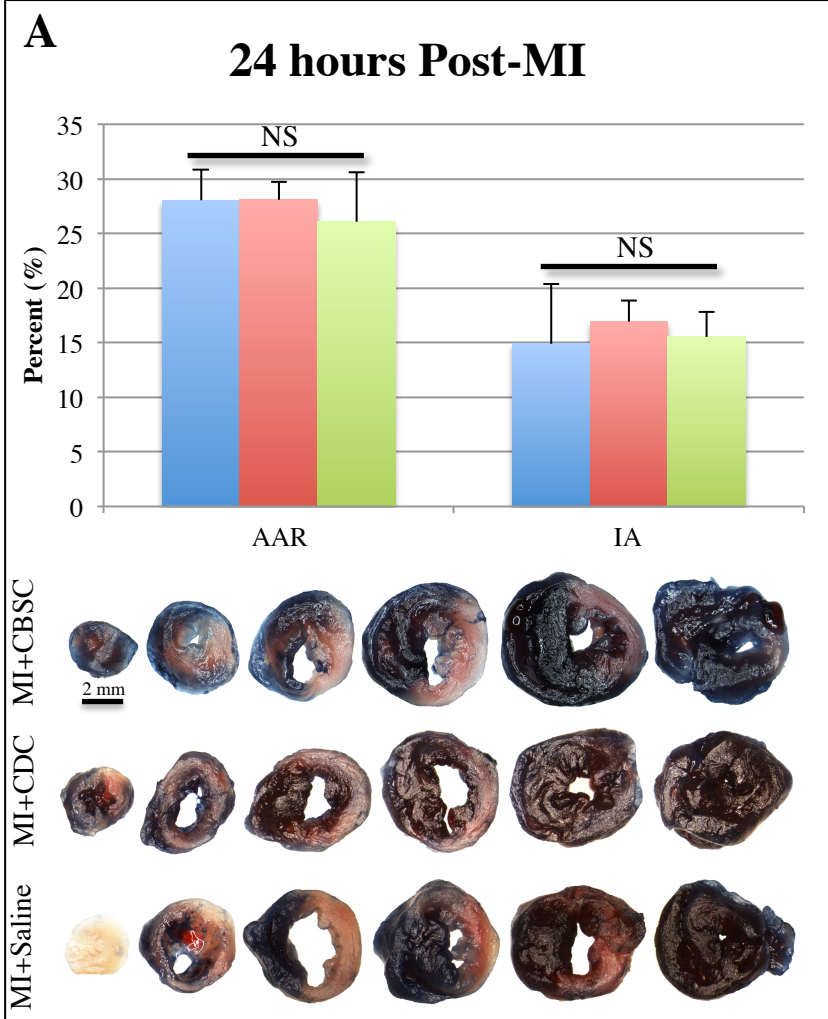 A
24 hours Post-MI
Percent (%)
35
30
25
20
15
10
5
0
NS
NS
AAR
IA
MI+CBSC
2 mm
MI+CDC
MI+Saline